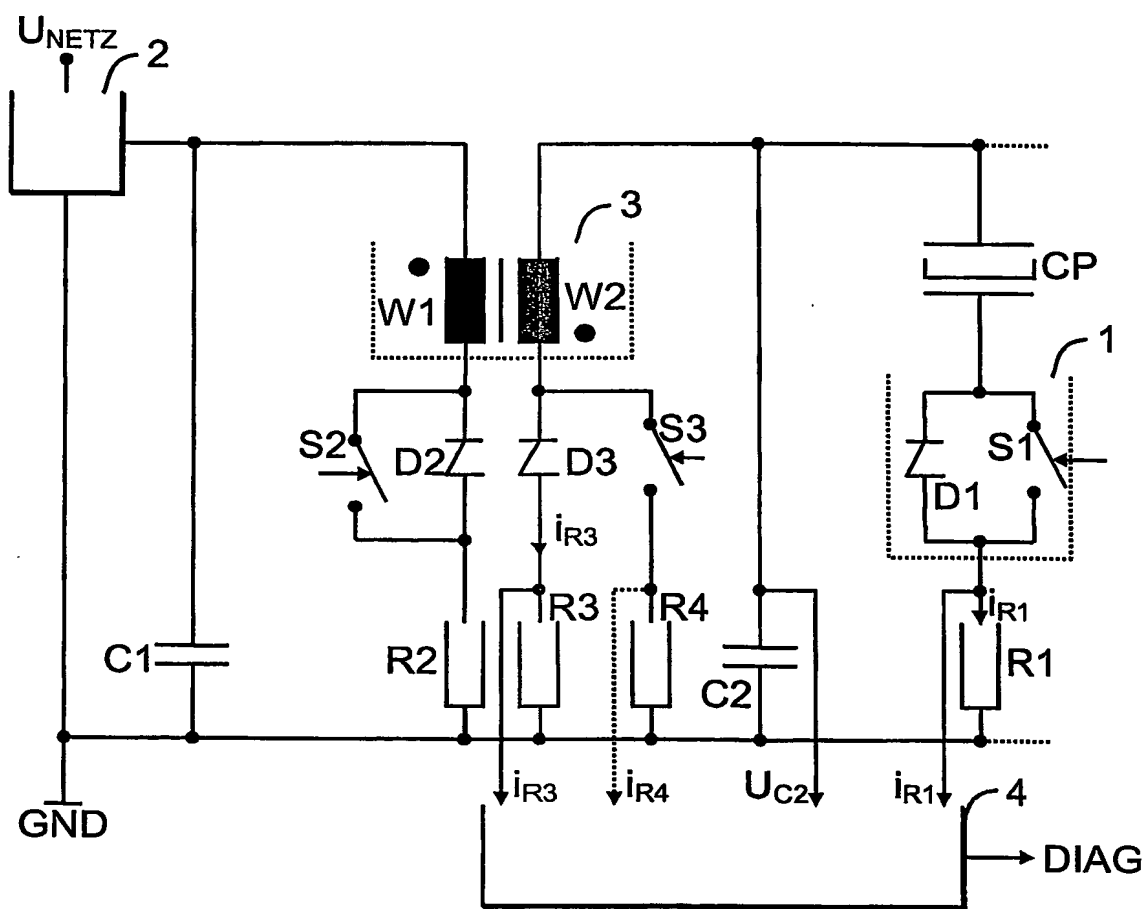 U_NETZ
2
3
W1
W2
CP
1
S2
D2
D3
S3
D1
S1
i_R3
R3
R4
i_R1
C1
R2
C2
R1
i_R3
i_R4
U_C2
i_R1
4
GND
DIAG